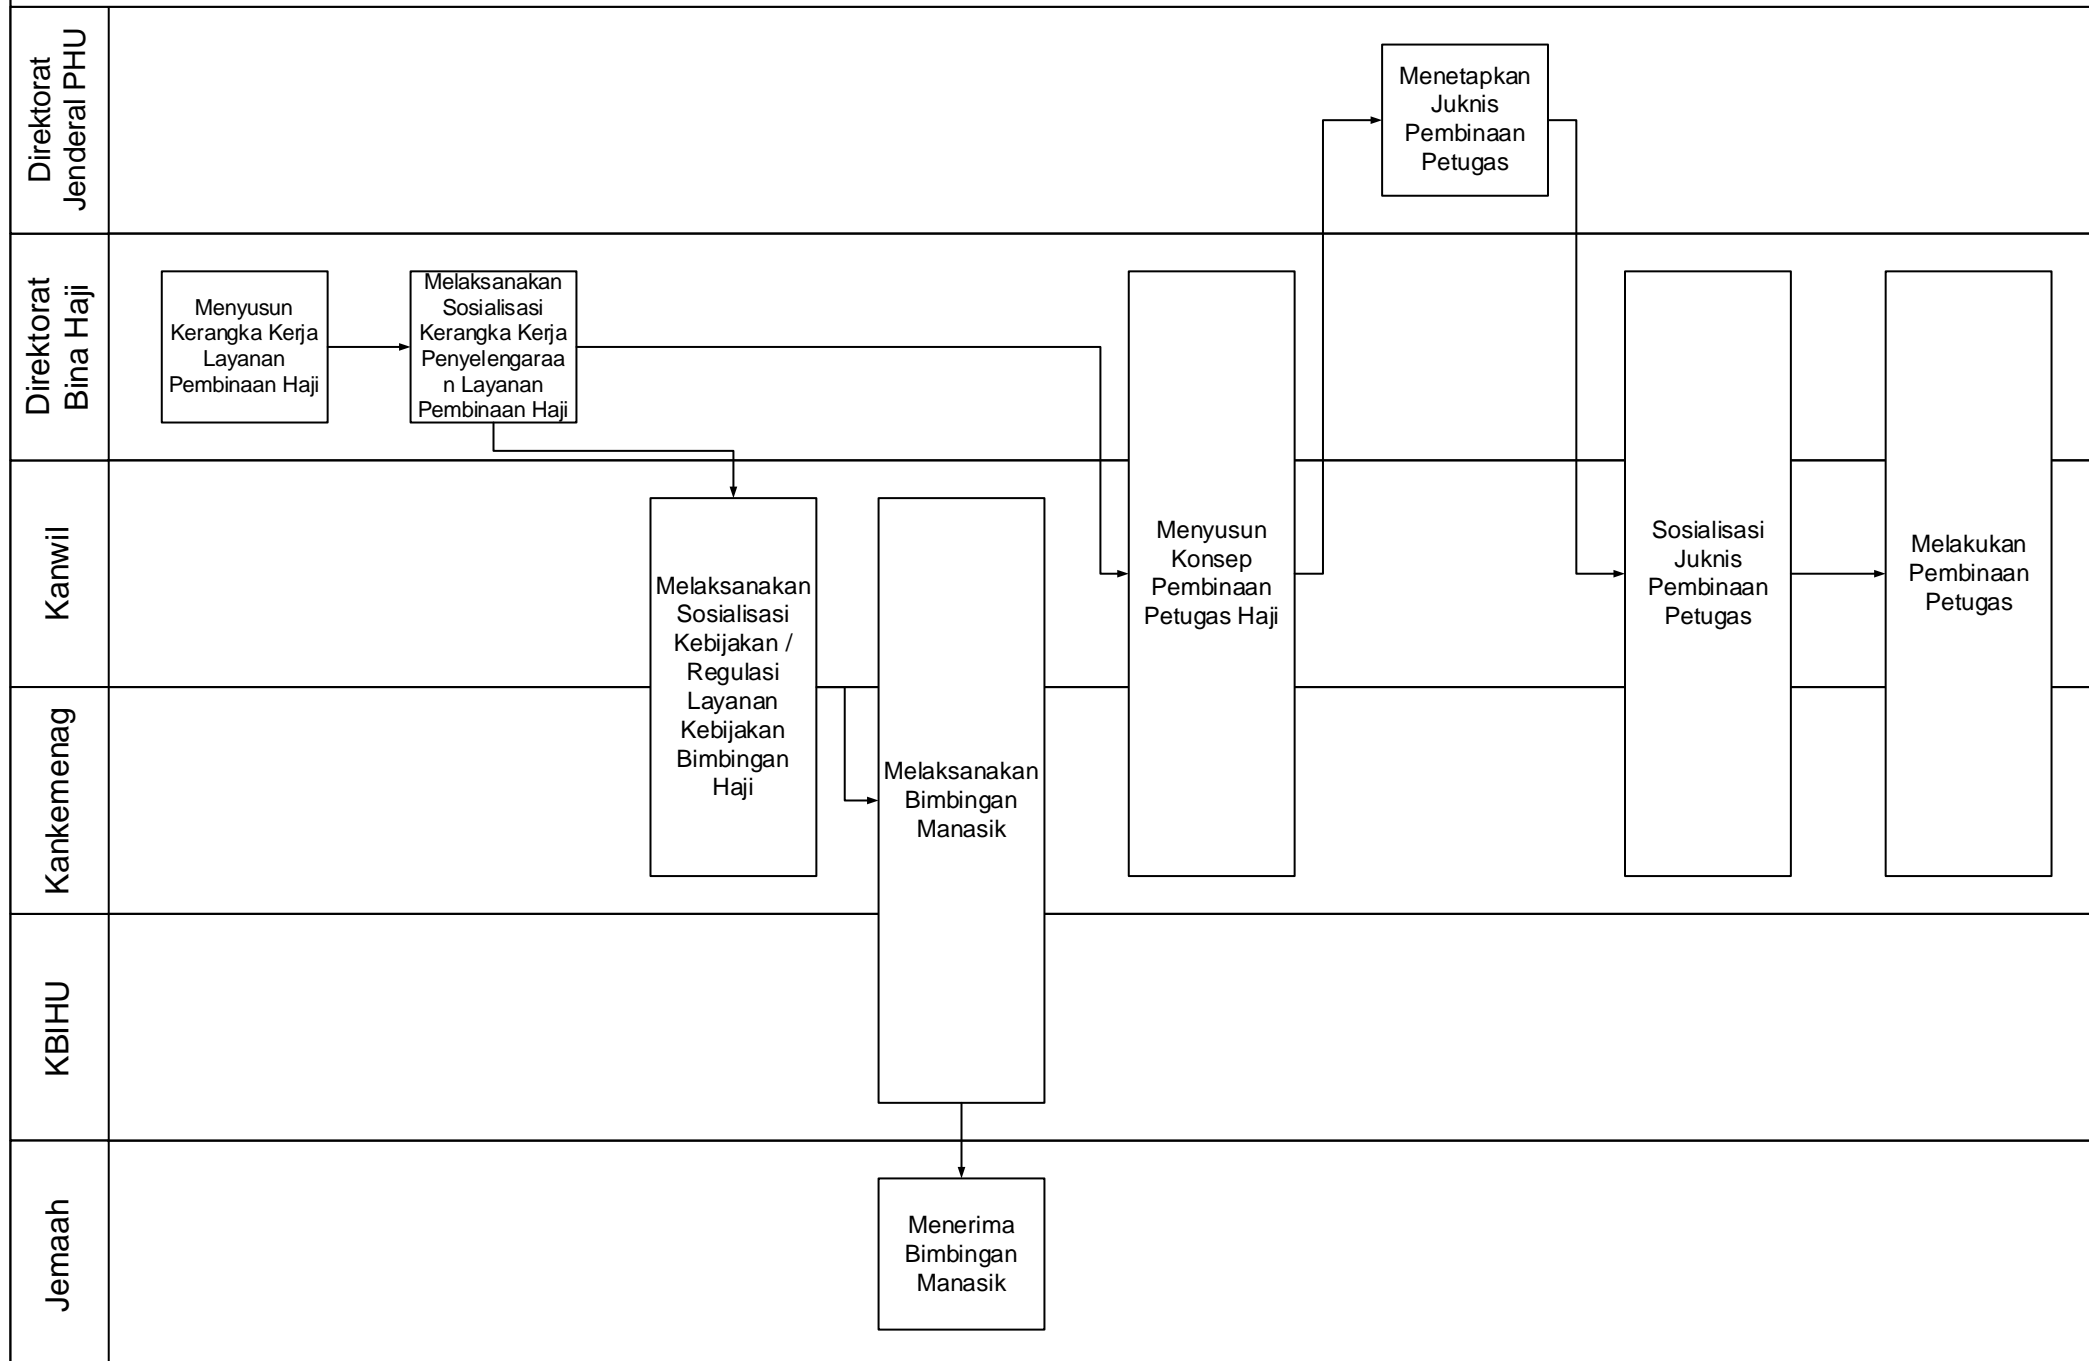 Direktorat
Jenderal PHU
Menetapkan
Juknis
Pembinaan
Petugas
Direktorat
Bina Haji
Menyusun
Kerangka Kerja
Layanan
Pembinaan Haji
Melaksanakan
Sosialisasi
Kerangka Kerja
Penyelengaraa
n Layanan
Pembinaan Haji
Kanwil
Melaksanakan
Sosialisasi
Kebijakan /
Regulasi
Layanan
Kebijakan
Bimbingan
Haji
Melaksanakan
Bimbingan
Manasik
Menyusun
Konsep
Pembinaan
Petugas Haji
Sosialisasi
Juknis
Pembinaan
Petugas
Melakukan
Pembinaan
Petugas
Kankemenag
KBIHU
Jemaah
Menerima
Bimbingan
Manasik